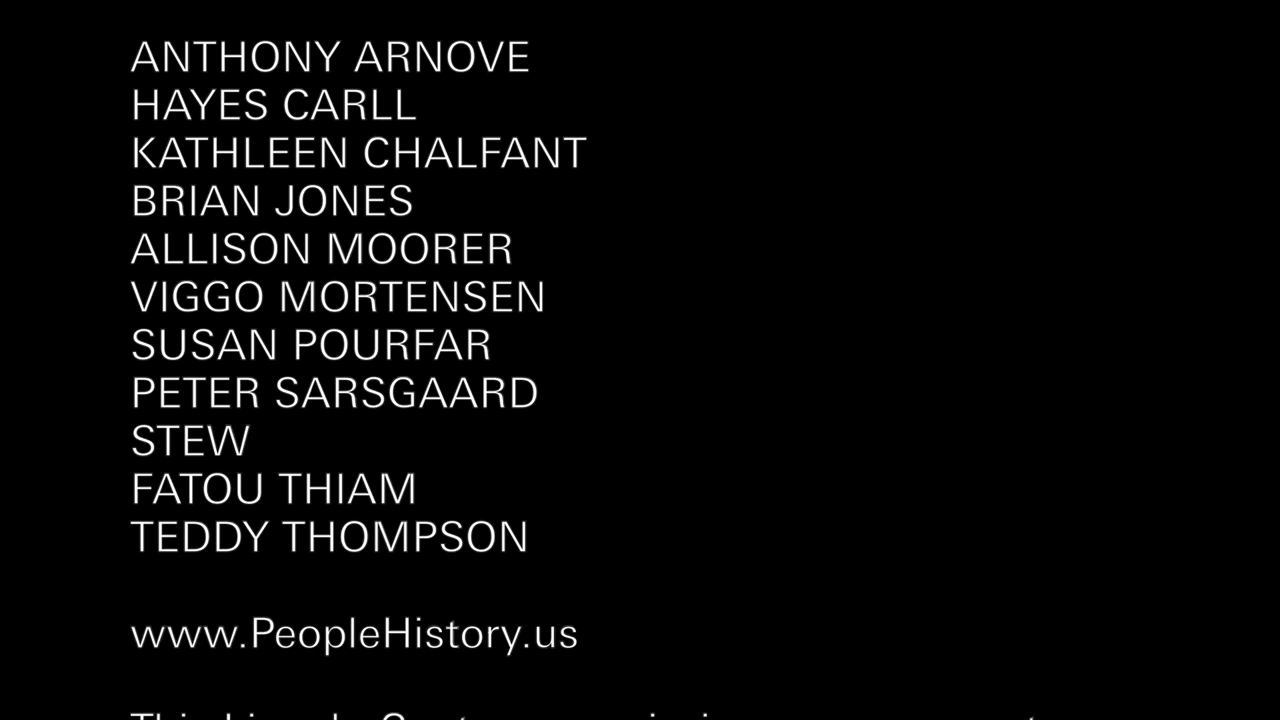 ANTHONY ARNOVE
HAYES CARLL
KATHLEEN CHALFANT
BRIAN JONES
ALLISON MOORER
VIGGO MORTENSEN
SUSAN POURFAR
PETER SARSGAARD
STEW
FATOU THIAM
TEDDY THOMPSON
www.PeopleHistory.us